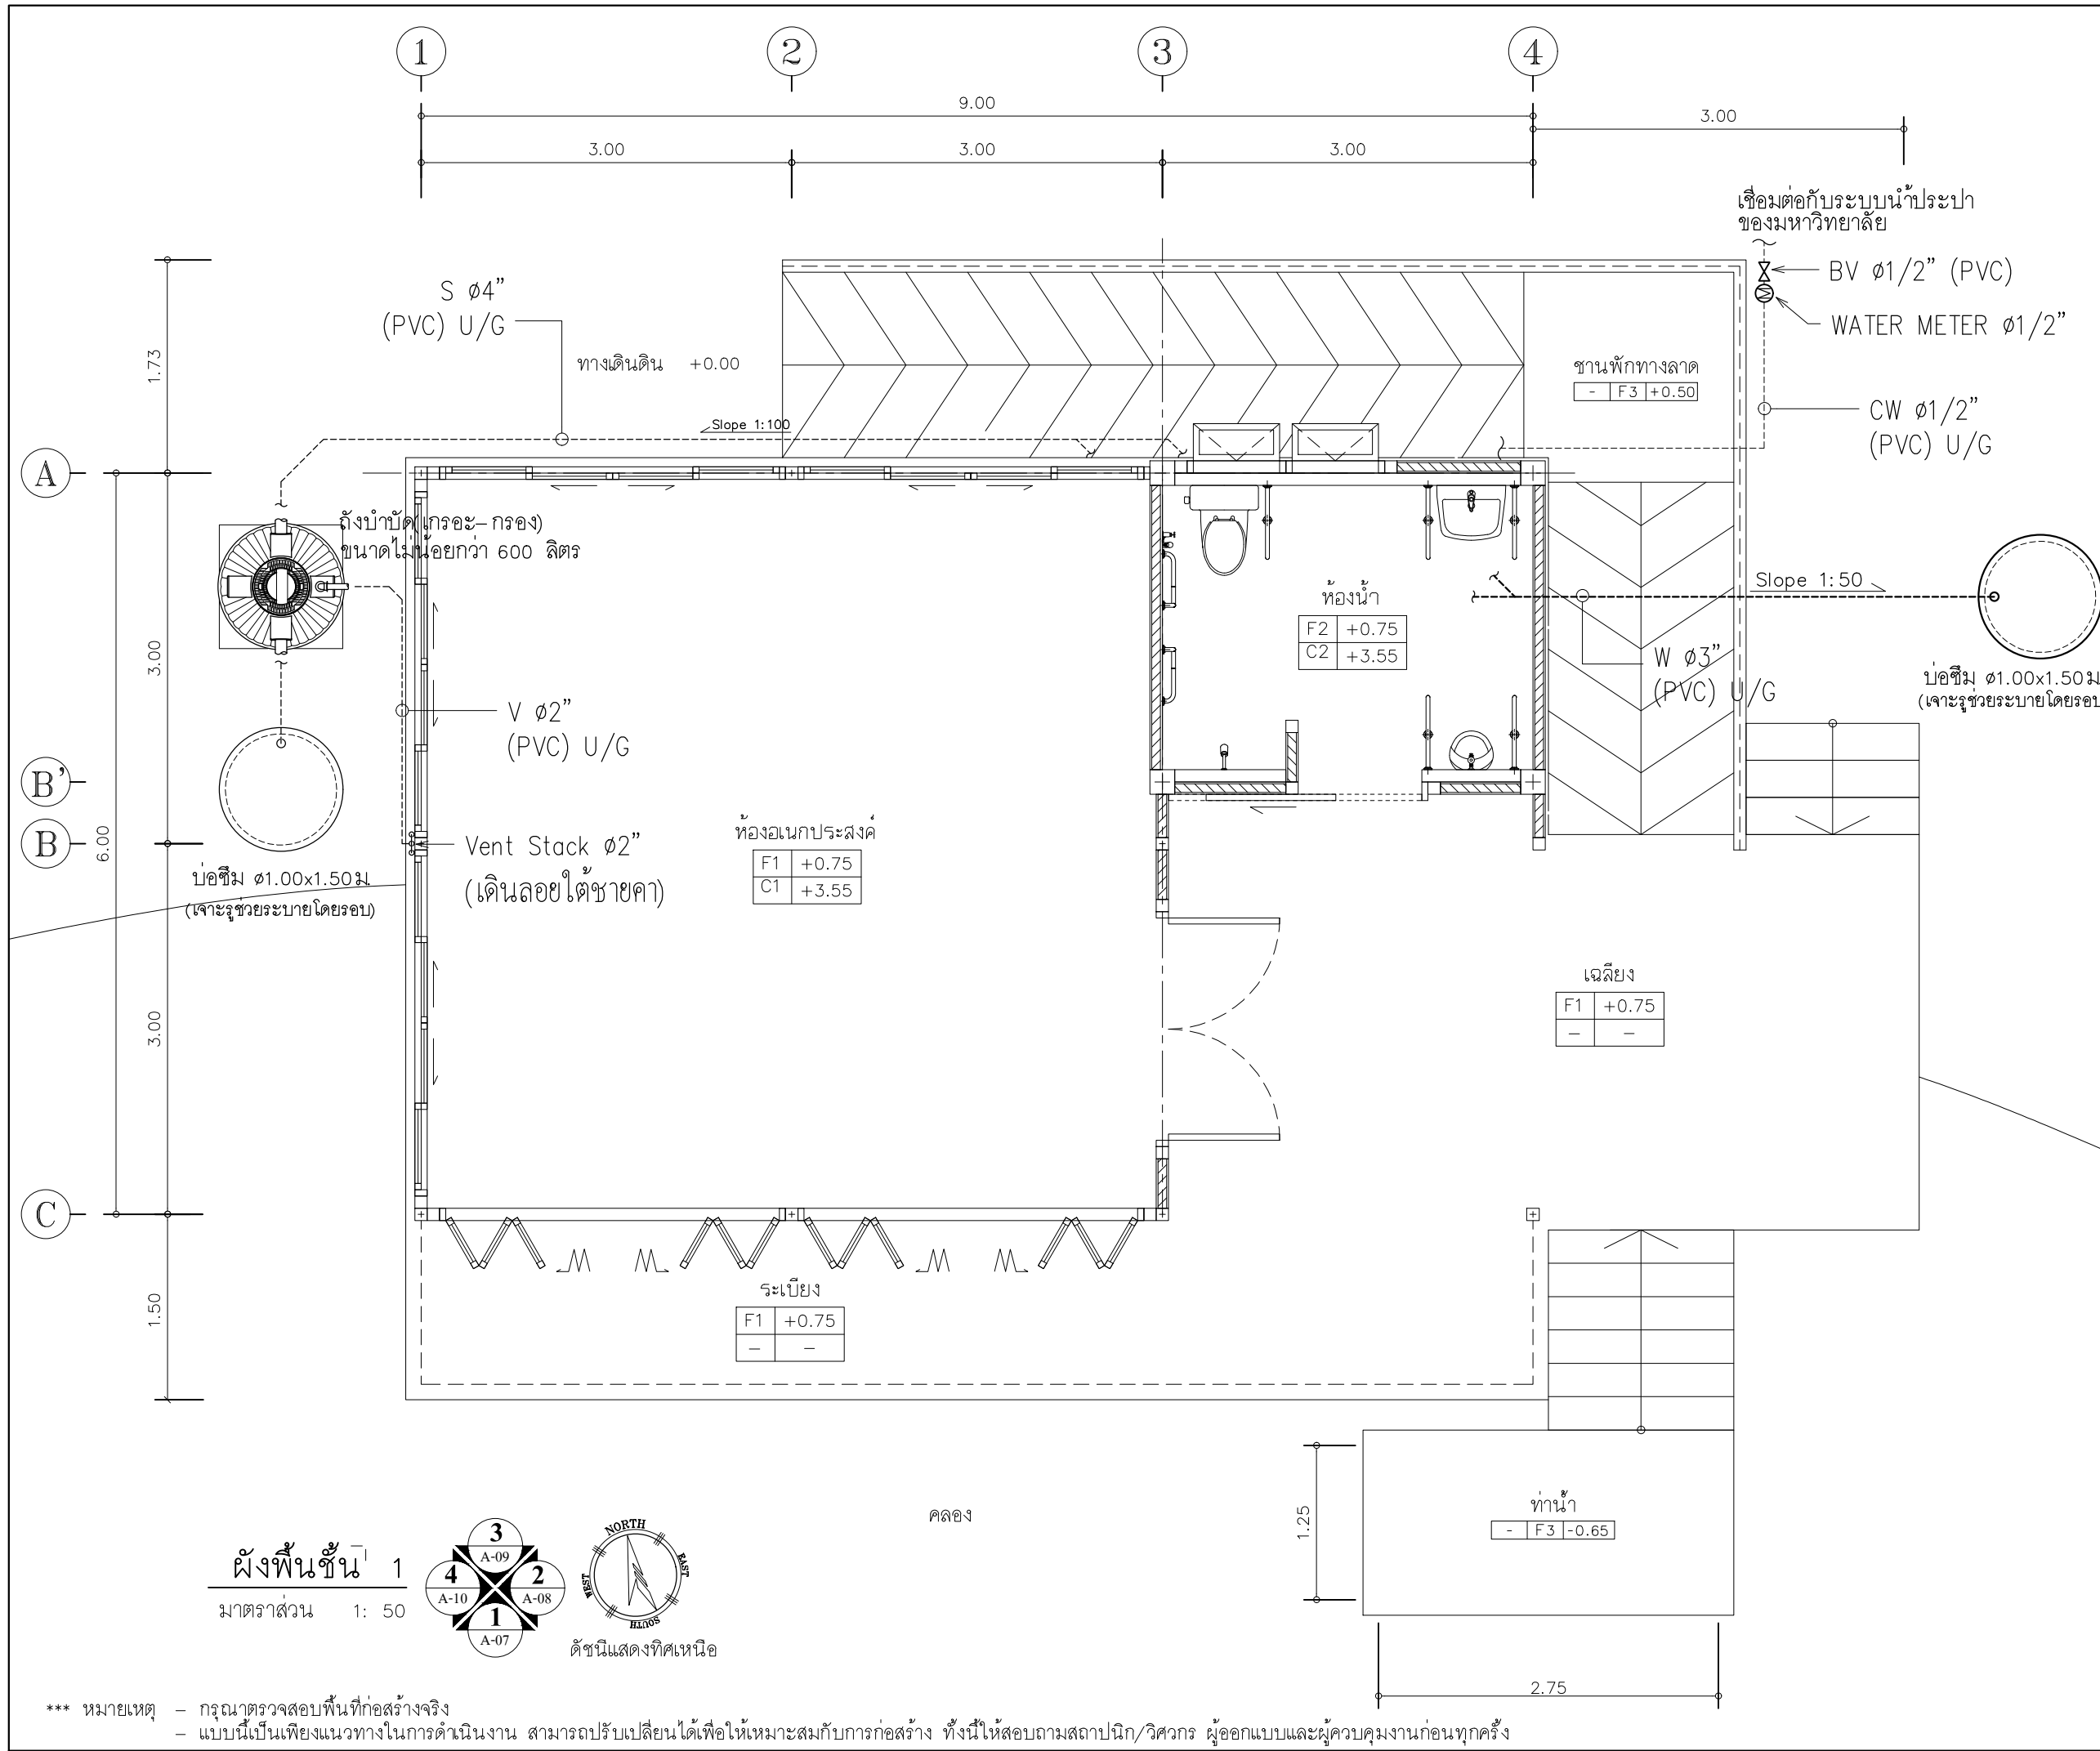 1
2
3
4
9.00
3.00
3.00
3.00
3.00
เชื่อมต่อกับระบบน้ำประปา
ของมหาวิทยาลัย
BV ø1/2" (PVC)
M
WATER METER ø1/2"
S ø4"
(PVC) U/G
1.73
ทางเดินดิน +0.00
ชานพักทางลาด
- F3 +0.50
CW ø1/2"
(PVC) U/G
Slope 1:100
A
ถังบำบัด(เกรอะ-กรอง)
ขนาดไม่น้อยกว่า 600 ลิตร
Slope 1:50
ห้องน้ำ
F2 +0.75
C2 +3.55
3.00
W ø3"
(PVC) U/G
บ่อซึม ø1.00x1.50ม
(เจาะรูช่วยระบายโดยรอบ
V ø2"
(PVC) U/G
B'
6.00
B
ห้องอเนกประสงค์
F1 +0.75
C1 +3.55
Vent Stack ø2"
(เดินลอยใต้ชายคา)
บ่อซึม ø1.00x1.50ม.
(เจาะรูช่วยระบายโดยรอบ)
เฉลียง
F1 +0.75
- -
3.00
C
ระเบียง
F1 +0.75
- -
1.50
คลอง
1.25
ท่าน้ำ
- F3 -0.65
2.75
ผังพื้นชั้น 1
มาตราส่วน 1: 50
3
A-09
4
A-10
2
A-08
1
A-07
NORTH
EAST
WEST
SOUTH
ดัชนีแสดงทิศเหนือ
*** หมายเหตุ - กรุณาตรวจสอบพื้นที่ก่อสร้างจริง
- แบบนี้เป็นเพียงแนวทางในการดำเนินงาน สามารถปรับเปลี่ยนได้เพื่อให้เหมาะสมกับการก่อสร้าง ทั้งนี้ให้สอบถามสถาปนิก/วิศวกร ผู้ออกแบบและผู้ควบคุมงานก่อนทุกครั้ง